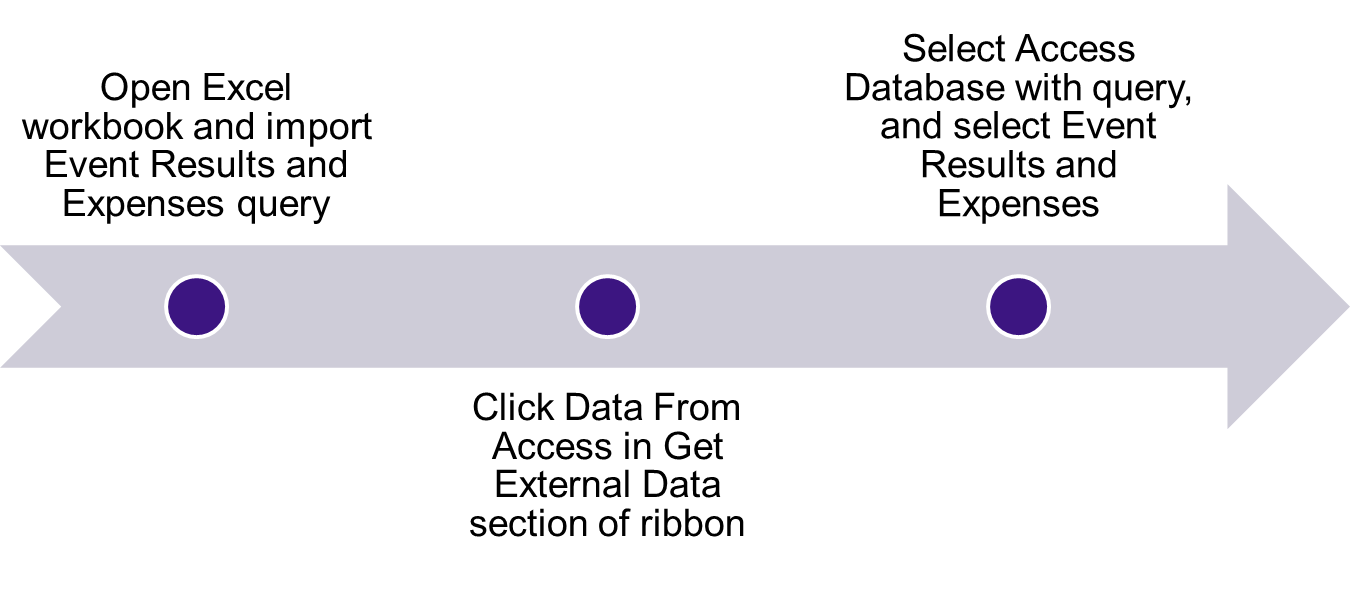 Open Excel
workbook and import
Event Results and
Expenses query
Click Data From
Access in Get
External Data
section of ribbon
Select Access
Database with query,
and select Event
Results and
Expenses